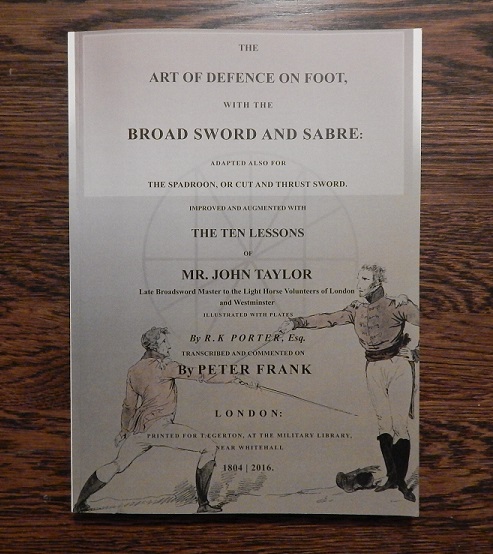 THE
ART OF DEFENCE ON FOOT,
WITH THE
BROAD SWORD AND SABRE:
ADAPTED ALSO FOR
THE SPADROON, OR CUT AND THRUST SWORD.
IMPROVED AND AUGMENTED WITH
THE TEN LESSONS
OF
MR. JOHN TAYLOR
Late Broadsword Master to the Light Horse Volunteers of London
and Westminster
ILLUSTRATED WITH PLATES
By R.K PORTER, Esq.
TRANSCRIBED AND COMMENTED ON
By PETER FRANK
LONDON:
PRINTED FOR T.EGERTON, AT THE MILITARY LIBRARY,
NEAR WHITEHALL
1804 | 2016.